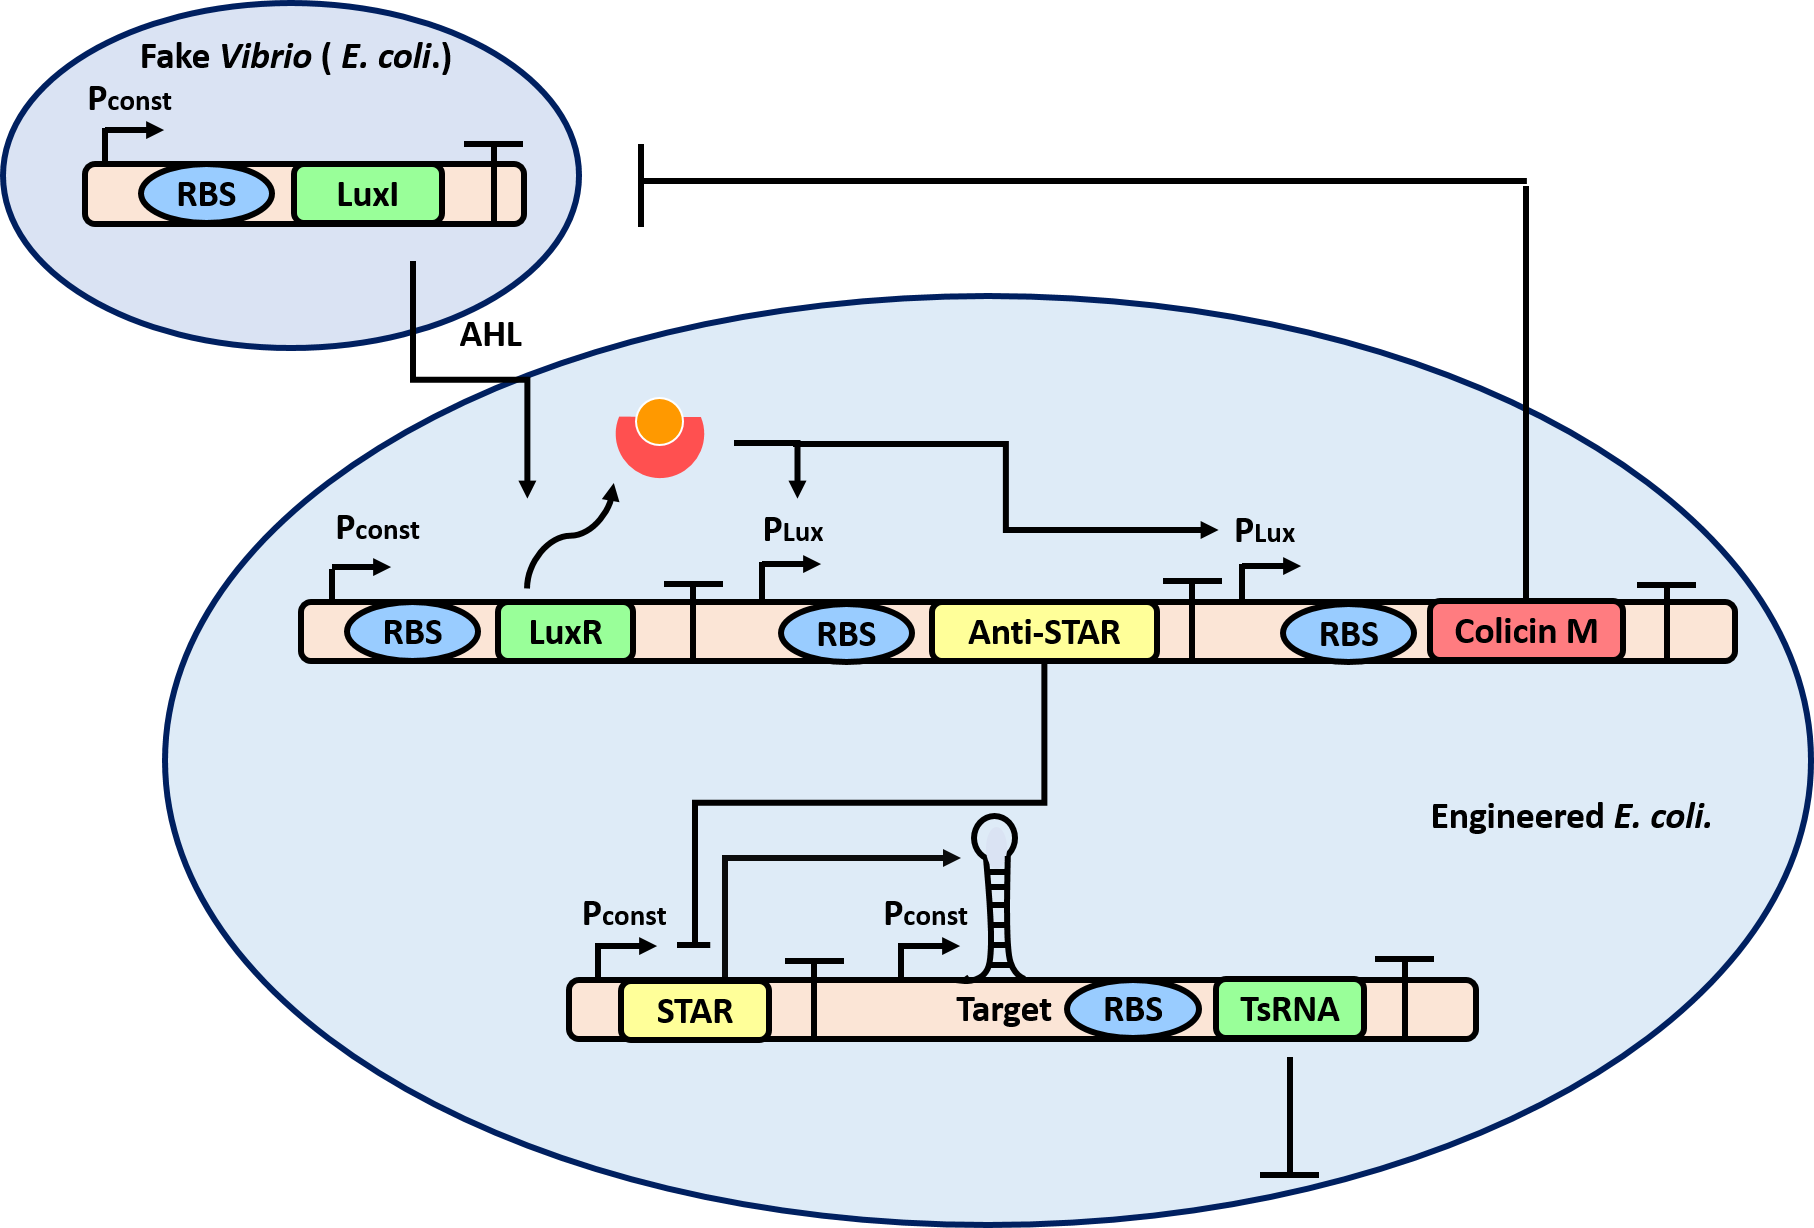 Fake Vibrio ( E. coli.)
Pconst
RBS
LuxI
AHL
Pconst
PLux
PLux
RBS
LuxR
RBS
Anti-STAR
RBS
Colicin M
Engineered E. coli.
Pconst
Pconst
STAR
Target
RBS
TsRNA